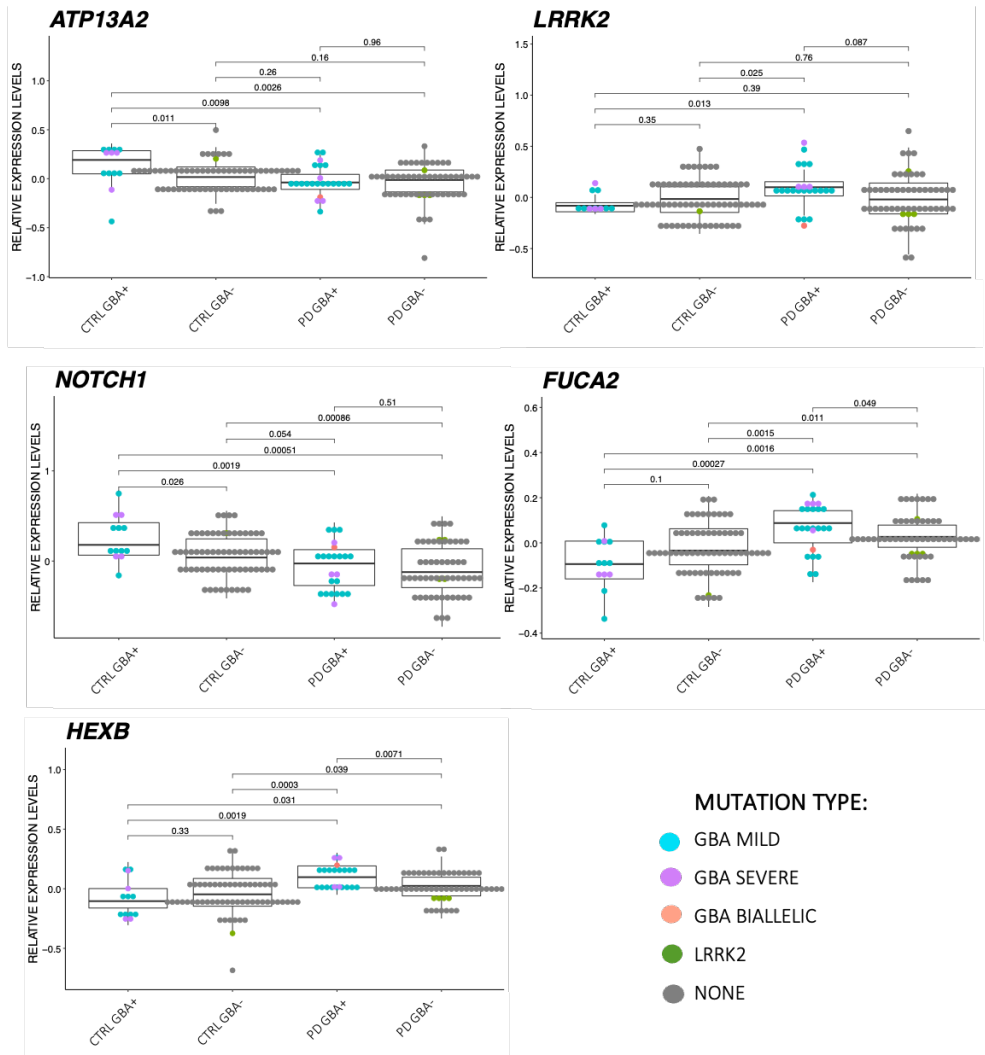 ATP13A2
RELATIVE EXPRESSION LEVELS
1.0
0.5
0.0
−0.5
−1.0
0.96
0.16
0.26
0.0026
0.0098
0.011
CTRL GBA+
CTRL GBA-
PD GBA+
PD GBA-
LRRK2
RELATIVE EXPRESSION LEVELS
1.5
1.0
0.5
0.0
−0.5
0.087
0.76
0.025
0.39
0.013
0.35
CTRL GBA+
CTRL GBA-
PD GBA+
PD GBA-
NOTCH1
RELATIVE EXPRESSION LEVELS
1
0
0.51
0.00086
0.054
0.00051
0.0019
0.026
CTRL GBA+
CTRL GBA-
PD GBA+
PD GBA-
FUCA2
RELATIVE EXPRESSION LEVELS
0.6
0.4
0.2
0.0
−0.2
−0.4
0.049
0.011
0.0015
0.0016
0.00027
0.1
CTRL GBA+
CTRL GBA-
PD GBA+
PD GBA-
HEXB
RELATIVE EXPRESSION LEVELS
1.0
0.5
0.0
−0.5
0.0071
0.039
0.0003
0.031
0.0019
0.33
CTRL GBA+
CTRL GBA-
PD GBA+
PD GBA-
MUTATION TYPE:
GBA MILD
GBA SEVERE
GBA BIALLELIC
LRRK2
NONE